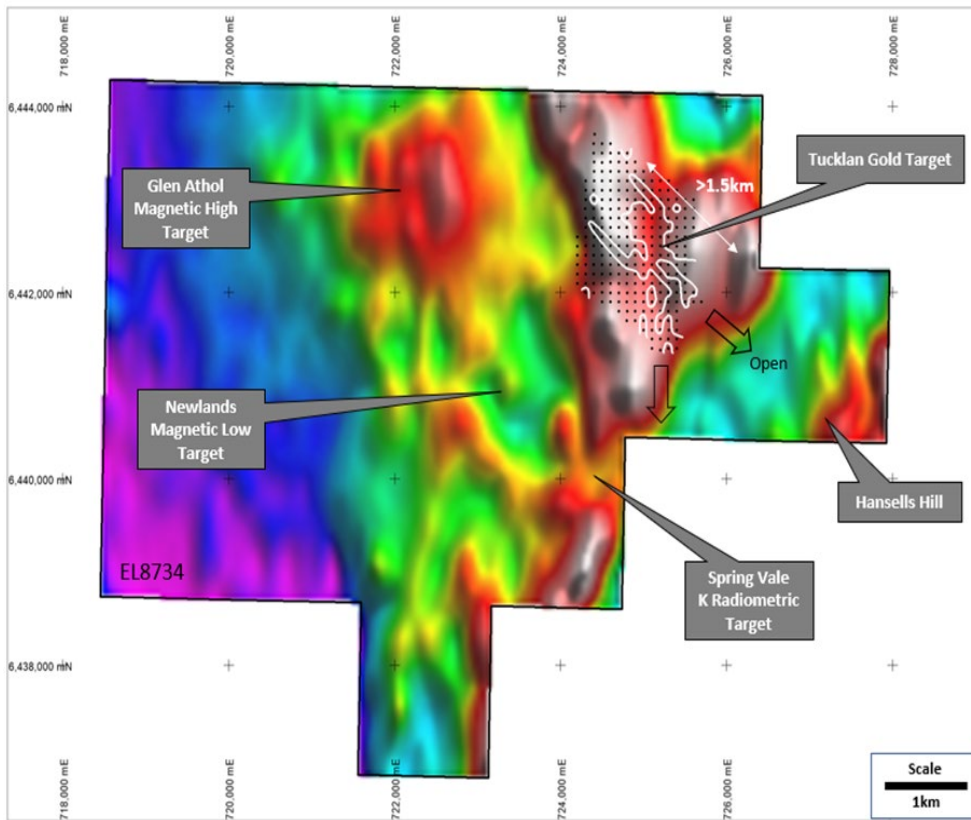 718,000 mE
720,000 mE
722,000 mE
724,000 mE
726,000 mE
728,000 mE
6,444,000 mN
Tucklan Gold Target
>1.5km
Glen Athol
Magnetic High
Target
6,442,000 mN
Open
Newlands
Magnetic Low
Target
6,440,000 mN
Hansells Hill
EL8734
Spring Vale
K Radiometric
Target
6,438,000 mN
Scale
1km
718,000 mE
720,000 mE
722,000 mE
724,000 mE
726,000 mE
728,000 mE